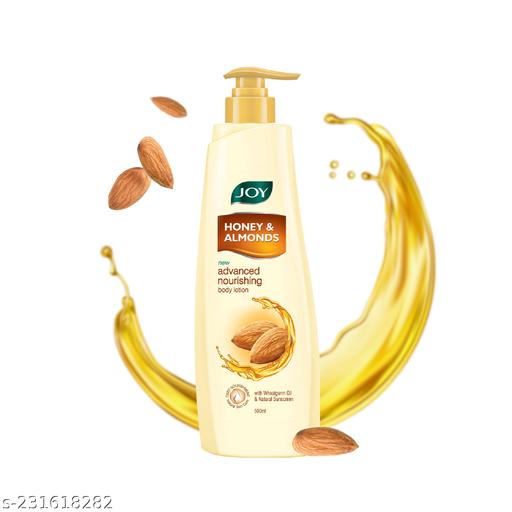 JOY
HONEY &
ALMONDS
new
advanced
nourishing
body lotion
with Wheatgerm Oil
& Natural Sunscreen
500ml
s-231618282